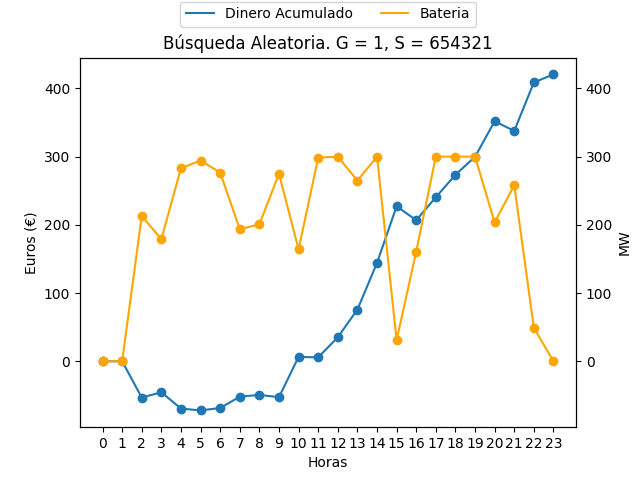 Dinero Acumulado Bateria
Búsqueda Aleatoria. G = 1, S = 654321
400 400
300 300
200 200
100 100
0 0
Euros (€)
MW
0 1 2 3 4 5 6 7 8 9 10 11 12 13 14 15 16 17 18 19 20 21 22 23
Horas